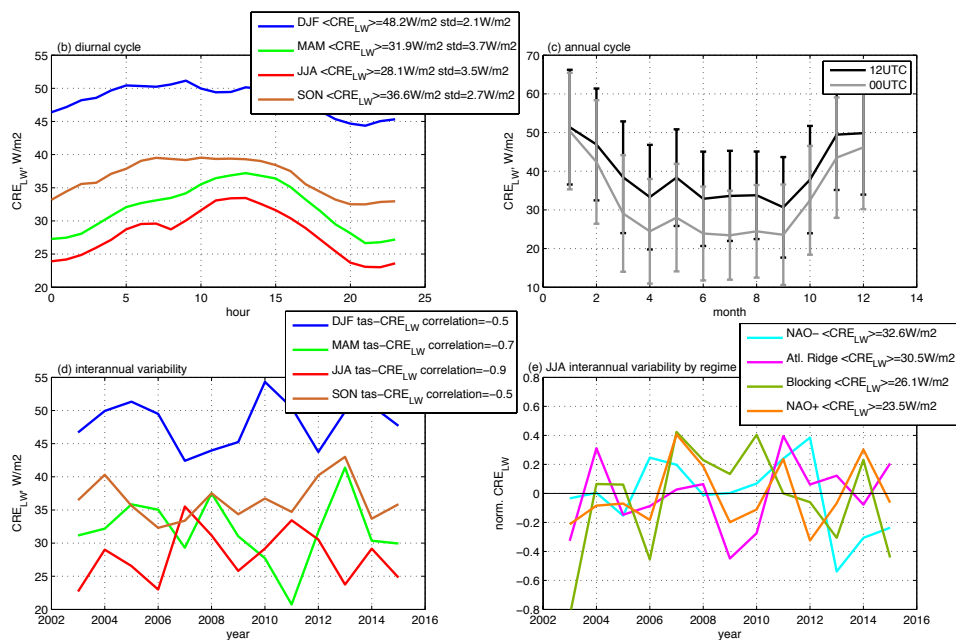 (b) diurnal cycle
DJF <CRE_LW>=48.2W/m2 std=2.1W/m2
MAM <CRE_LW>=31.9W/m2 std=3.7W/m2
JJA <CRE_LW>=28.1W/m2 std=3.5W/m2
SON <CRE_LW>=36.6W/m2 std=2.7W/m2
55
50
45
40
35
30
25
20
CRE_LW, W/m2
0 5 10 15 20 25
hour
(c) annual cycle
12UTC
00UTC
70
60
50
40
30
20
10
CRE_LW, W/m2
0 2 4 6 8 10 12 14
month
(d) interannual variability
DJF tas−CRE_LW correlation=−0.5
MAM tas−CRE_LW correlation=−0.7
JJA tas−CRE_LW correlation=−0.9
SON tas−CRE_LW correlation=−0.5
55
50
45
40
35
30
25
20
CRE_LW, W/m2
2002 2004 2006 2008 2010 2012 2014 2016
year
(e) JJA interannual variability by regime
NAO− <CRE_LW>=32.6W/m2
Atl. Ridge <CRE_LW>=30.5W/m2
Blocking <CRE_LW>=26.1W/m2
NAO+ <CRE_LW>=23.5W/m2
0.8
0.6
0.4
0.2
0
−0.2
−0.4
−0.6
−0.8
norm. CRE_LW
2002 2004 2006 2008 2010 2012 2014 2016
year